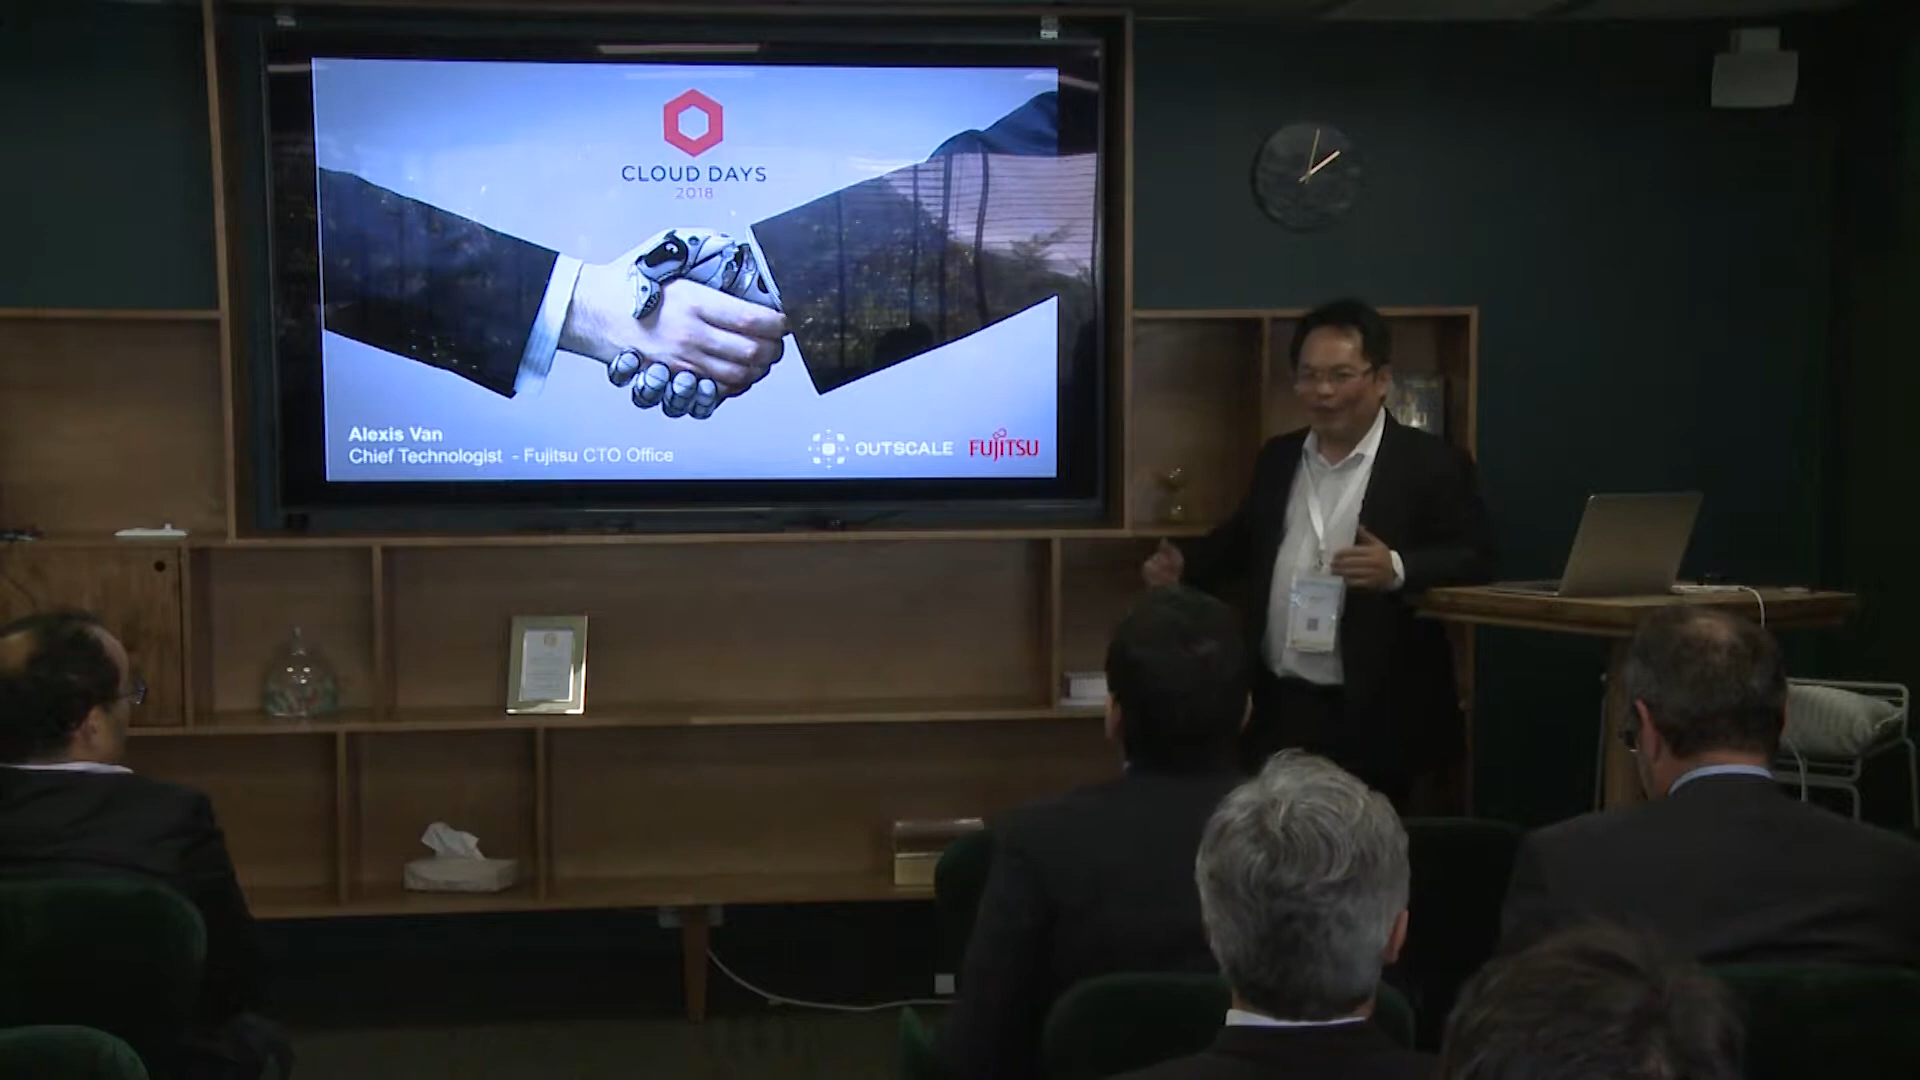 CLOUD DAYS
2018
Alexis Van
Chief Technologist - Fujitsu CTO Office
OUTSCALE
FUJITSU